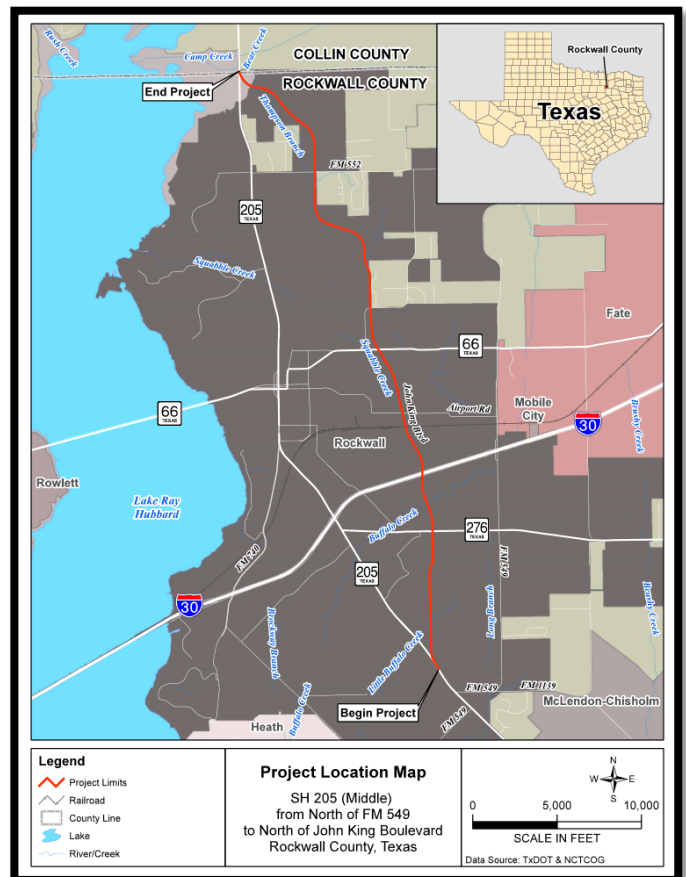 COLLIN COUNTY
ROCKWALL COUNTY
Rush Creek
Camp Creek
Bear Creek
End Project
Thompson Branch
FM 552
205
TEXAS
Squabble Creek
Rockwall County
Texas
Fate
66
TEXAS
Squabble Creek
John King Blvd
Airport Rd
Mobile
City
30
Brushy Creek
66
TEXAS
Rockwall
Rowlett
Lake Ray
Hubbard
Buffalo Creek
276
TEXAS
FM 740
205
TEXAS
FM 549
Long Branch
30
Brockway Branch
Little Buffalo Creek
Brushy Creek
Begin Project
FM 549
FM 1139
McLendon-Chisholm
Heath
Buffalo Creek
FM 549
Legend
Project Limits
Railroad
County Line
Lake
River/Creek
Project Location Map
SH 205 (Middle)
from North of FM 549
to North of John King Boulevard
Rockwall County, Texas
N
W
E
S
0
5,000
10,000
SCALE IN FEET
Data Source: TxDOT & NCTCOG